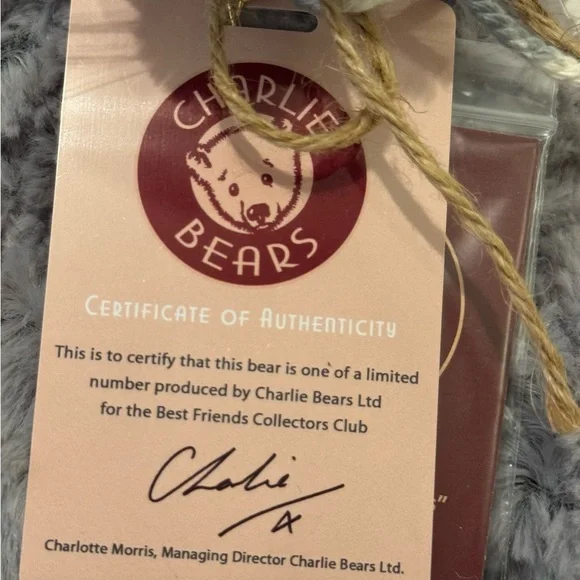 CHARLIE
BEARS
CERTIFICATE OF AUTHENTICITY
This is to certify that this bear is one of a limited
number produced by Charlie Bears Ltd
for the Best Friends Collectors Club
Charlie
Charlotte Morris, Managing Director Charlie Bears Ltd.
"